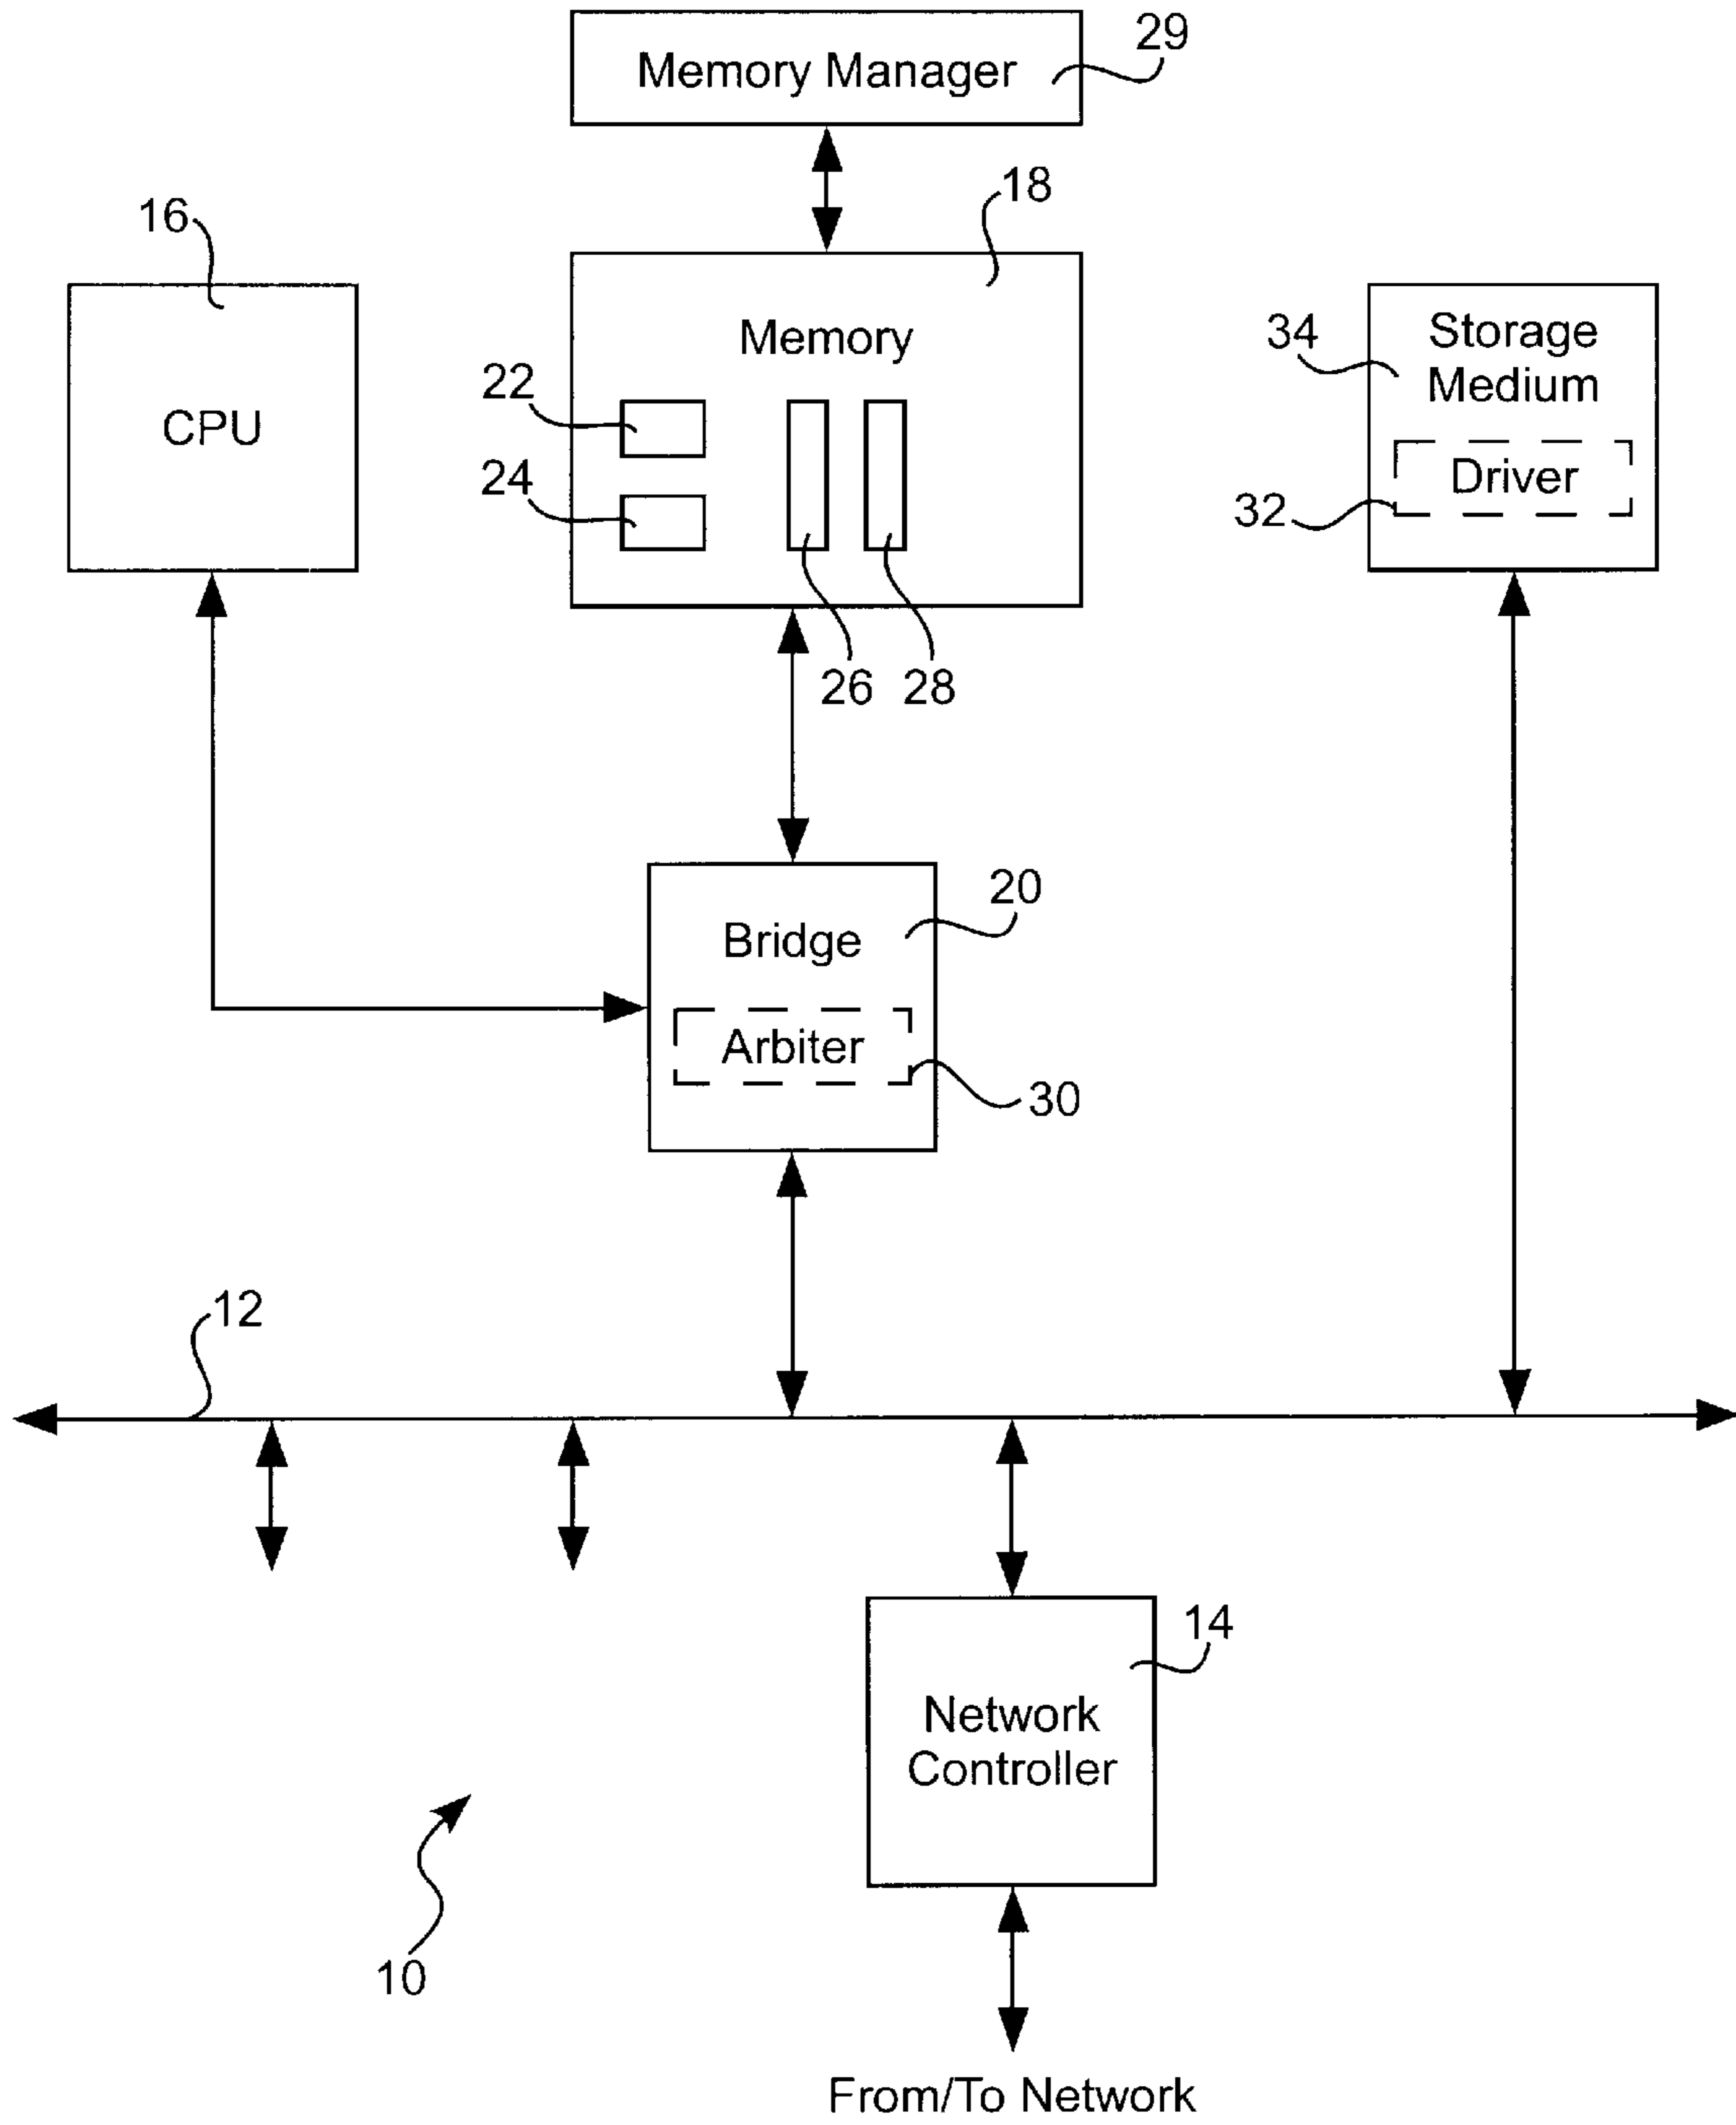 29
Memory Manager
18
16
Memory
34
Storage
Medium
22
CPU
24
Driver
32
26
28
20
Bridge
Arbiter
30
12
14
Network
Controller
10
From/To Network